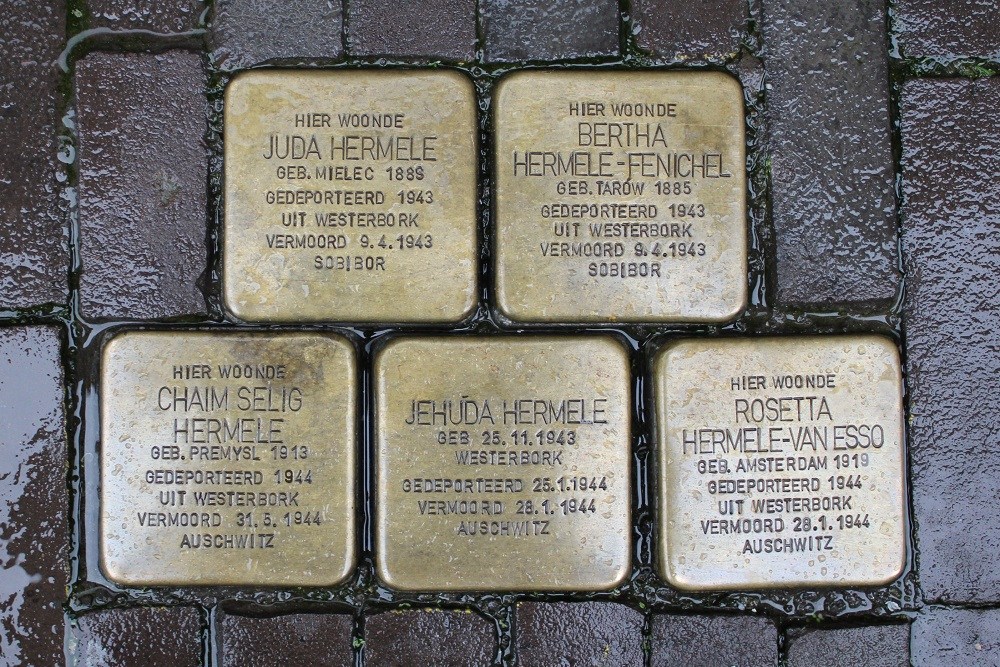 HIER WOONDE
JUDA HERMELE
GEB. MIELEC 1889
GEDEPORTEERD 1943
UIT WESTERBORK
VERMOORD 9.4.1943
SOBIBOR
HIER WOONDE
BERTHA
HERMELE-FENICHEL
GEB. TARÓW 1885
GEDEPORTEERD 1943
UIT WESTERBORK
VERMOORD 9.4.1943
SOBIBOR
HIER WOONDE
CHAIM SELIG
HERMELE
GEB. PREMYSL 1913
GEDEPORTEERD 1944
UIT WESTERBORK
VERMOORD 31.5.1944
AUSCHWITZ
JEHUDA HERMELE
GEB 25.11.1943
WESTERBORK
GEDEPORTEERD 25.1.1944
VERMOORD 28.1.1944
AUSCHWITZ
HIER WOONDE
ROSETTA
HERMELE-VAN ESSO
GEB. AMSTERDAM 1919
GEDEPORTEERD 1944
UIT WESTERBORK
VERMOORD 28.1.1944
AUSCHWITZ